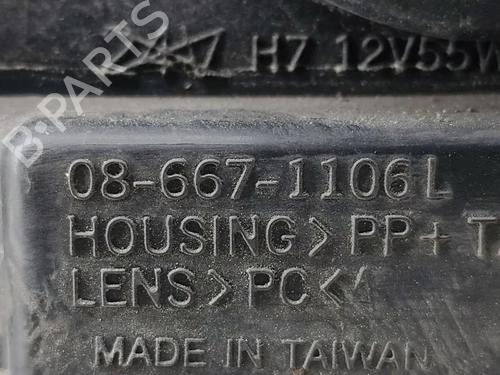 B-PARTS
H7 12V55W
08-667-1106L
HOUSING>PP+T
LENS>PC<
MADE IN TAIWAN